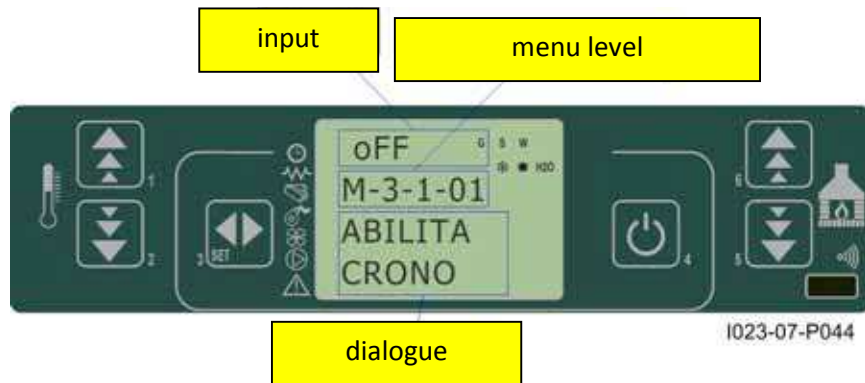 input
menu level
oFF
G S W
H2O
M-3-1-01
ABILITA
CRONO
1
2
3 SET
4
6
5
I023-07-P044
dialogue